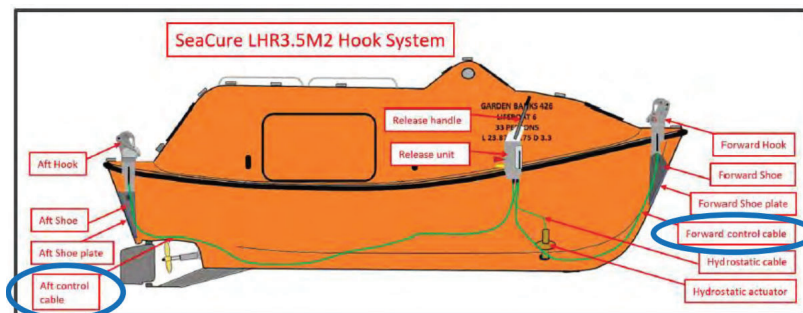 SeaCure LHR3.5M2 Hook System
GARDEN BANKS 426
LIFEBOAT 6
33 PERSONS
Release handle
Release unit
Aft Hook
Aft Shoe
Aft Shoe plate
Aft control
cable
Forward Hook
Forward Shoe
Forward Shoe plate
Forward control cable
Hydrostatic cable
Hydrostatic actuator